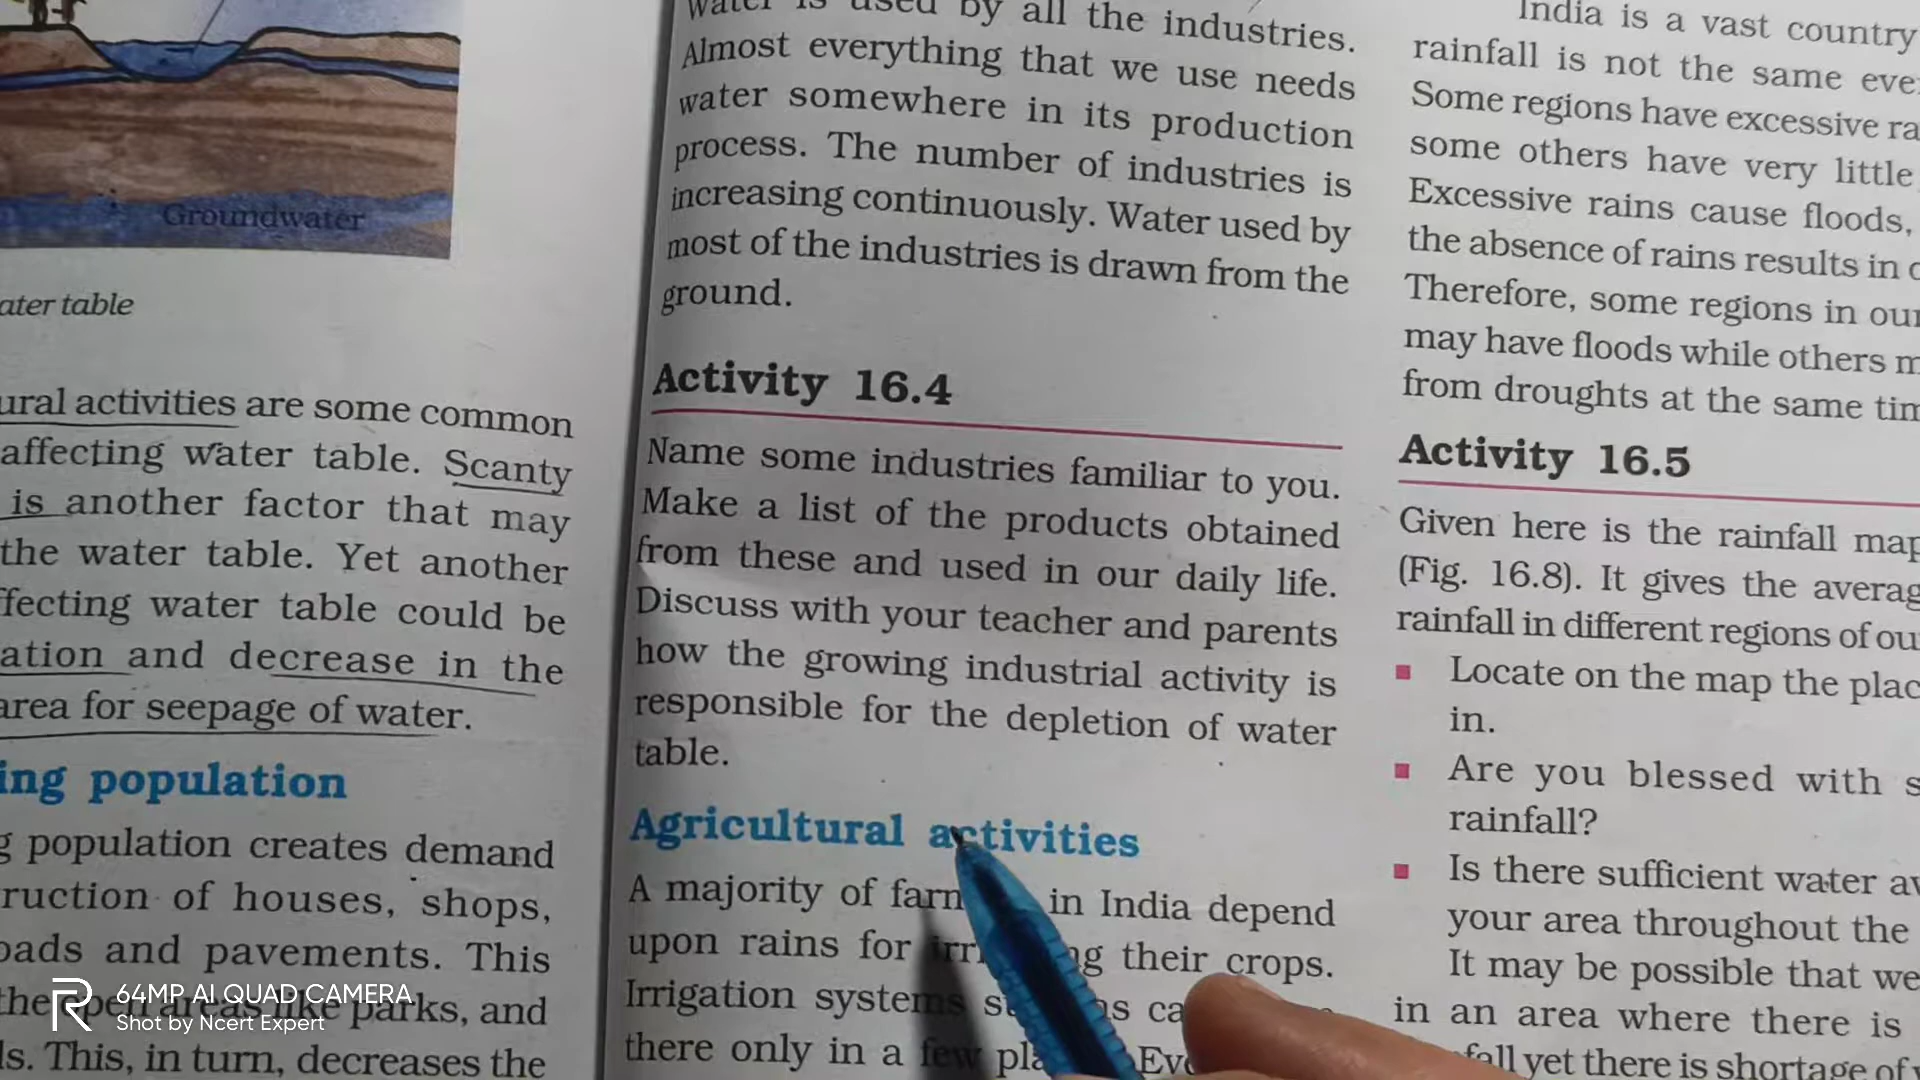 Groundwater
ater table
ural activities are some common
affecting water table. Scanty
is another factor that may
the water table. Yet another
ffecting water table could be
ation and decrease in the
area for seepage of water.
ing population
g population creates demand
ruction of houses, shops,
oads and pavements. This
the open areas like parks, and
ls. This, in turn, decreases the
water is used by all the industries.
Almost everything that we use needs
water somewhere in its production
process. The number of industries is
increasing continuously. Water used by
most of the industries is drawn from the
ground.
Activity 16.4
Name some industries familiar to you.
Make a list of the products obtained
from these and used in our daily life.
Discuss with your teacher and parents
how the growing industrial activity is
responsible for the depletion of water
table.
Agricultural activities
A majority of farm in India depend
upon rains for irr ng their crops.
Irrigation systems s as ca
there only in a few pla Eve
India is a vast country
rainfall is not the same eve
Some regions have excessive ra
some others have very little
Excessive rains cause floods,
the absence of rains results in d
Therefore, some regions in our
may have floods while others m
from droughts at the same tim
Activity 16.5
Given here is the rainfall map
(Fig. 16.8). It gives the averag
rainfall in different regions of ou
Locate on the map the plac
in.
Are you blessed with s
rainfall?
Is there sufficient water av
your area throughout the
It may be possible that we
in an area where there is
fall yet there is shortage of
64MP AI QUAD CAMERA
Shot by Ncert Expert